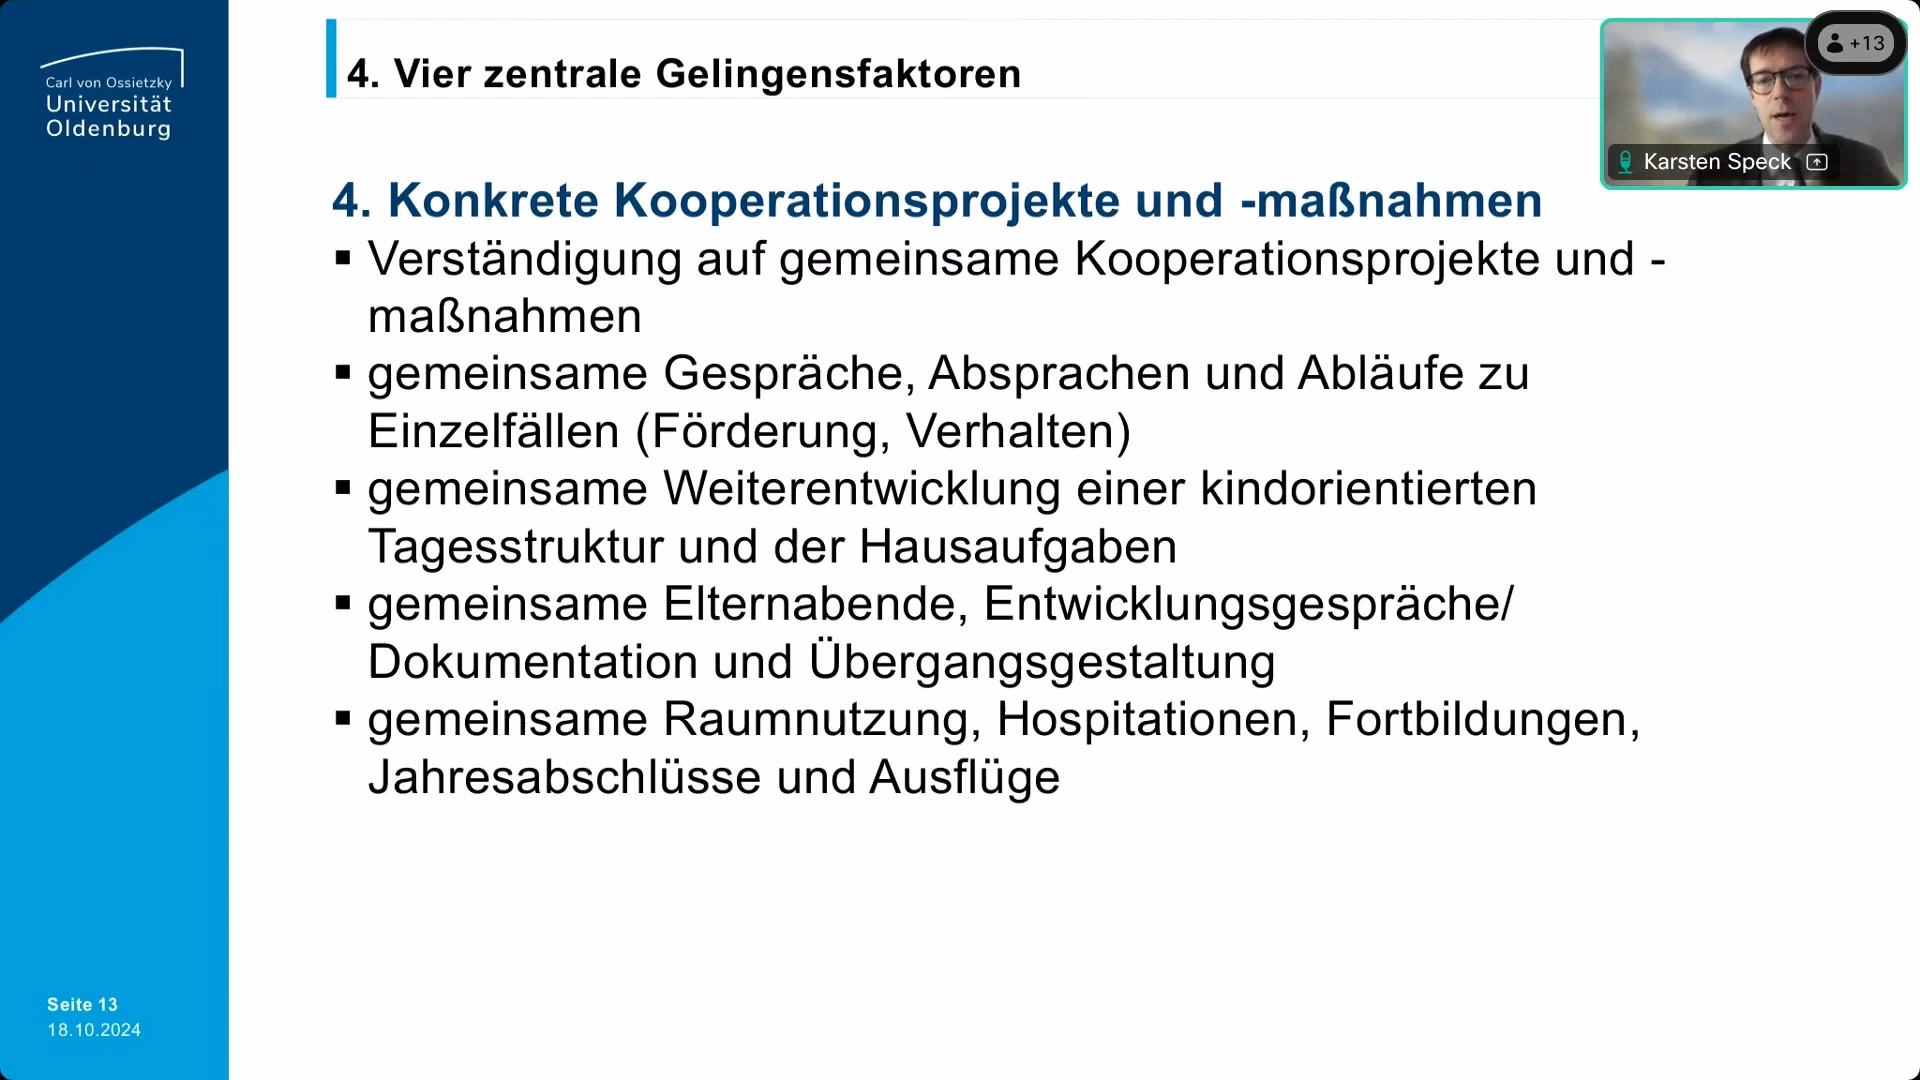 Carl von Ossietzky
Universität
Oldenburg
4. Vier zentrale Gelingensfaktoren
+13
Karsten Speck
4. Konkrete Kooperationsprojekte und -maßnahmen
▪ Verständigung auf gemeinsame Kooperationsprojekte und -
maßnahmen
▪ gemeinsame Gespräche, Absprachen und Abläufe zu
Einzelfällen (Förderung, Verhalten)
▪ gemeinsame Weiterentwicklung einer kindorientierten
Tagesstruktur und der Hausaufgaben
▪ gemeinsame Elternabende, Entwicklungsgespräche/
Dokumentation und Übergangsgestaltung
▪ gemeinsame Raumnutzung, Hospitationen, Fortbildungen,
Jahresabschlüsse und Ausflüge
Seite 13
18.10.2024